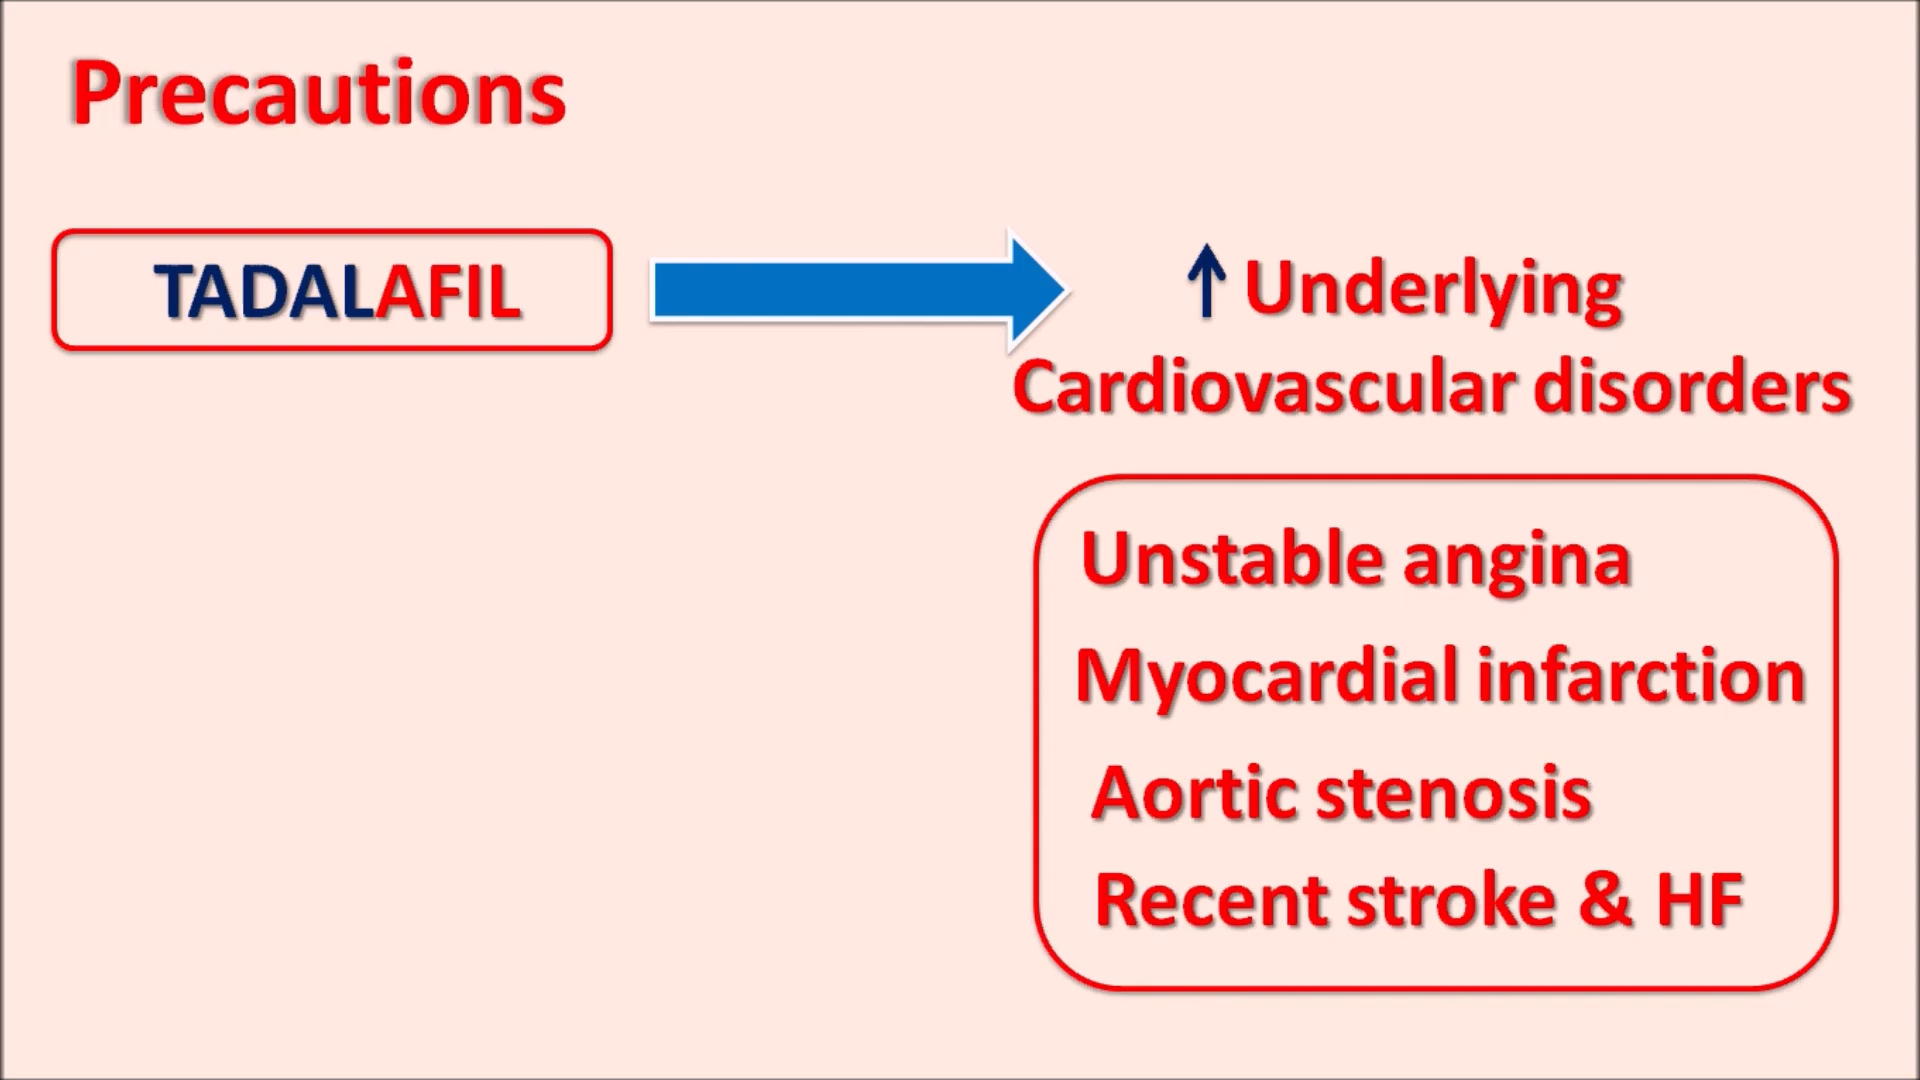 Precautions
TADALAFIL
↑ Underlying
Cardiovascular disorders
Unstable angina
Myocardial infarction
Aortic stenosis
Recent stroke & HF